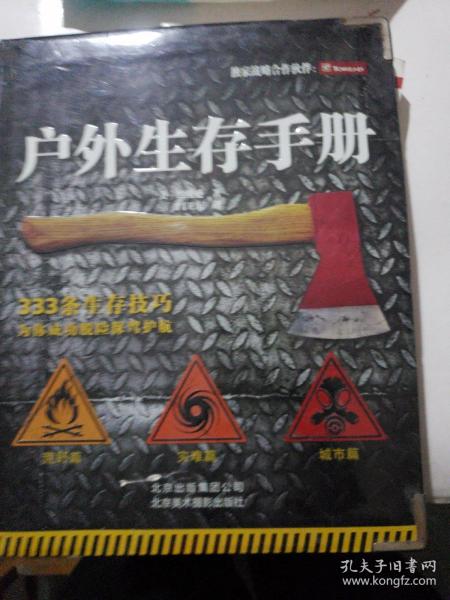 独家战略合作伙伴：TOREAD
户外生存手册
333条生存技巧
为你成功脱险保驾护航
荒野篇
灾难篇
城市篇
北京出版集团公司
北京美术摄影出版社
孔夫子旧书网
www.kongfz.com